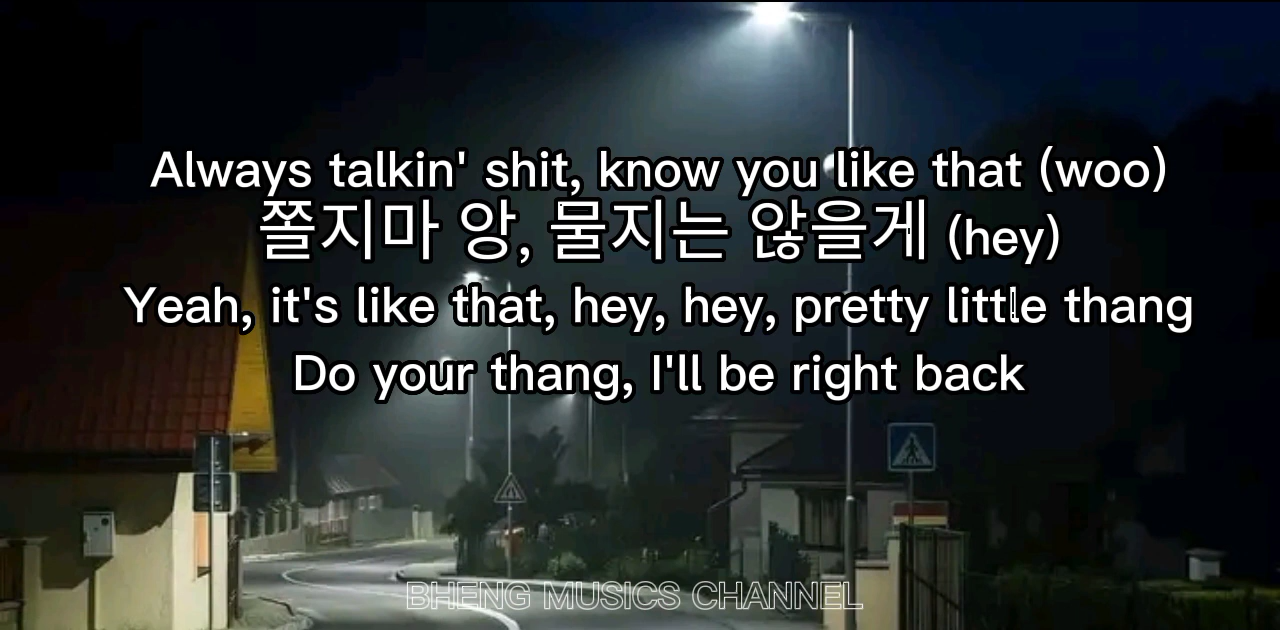 Always talkin' shit, know you like that (woo)
쫄지마 앙, 물지는 않을게 (hey)
Yeah, it's like that, hey, hey, pretty little thang
Do your thang, I'll be right back
BHENG MUSICS CHANNEL